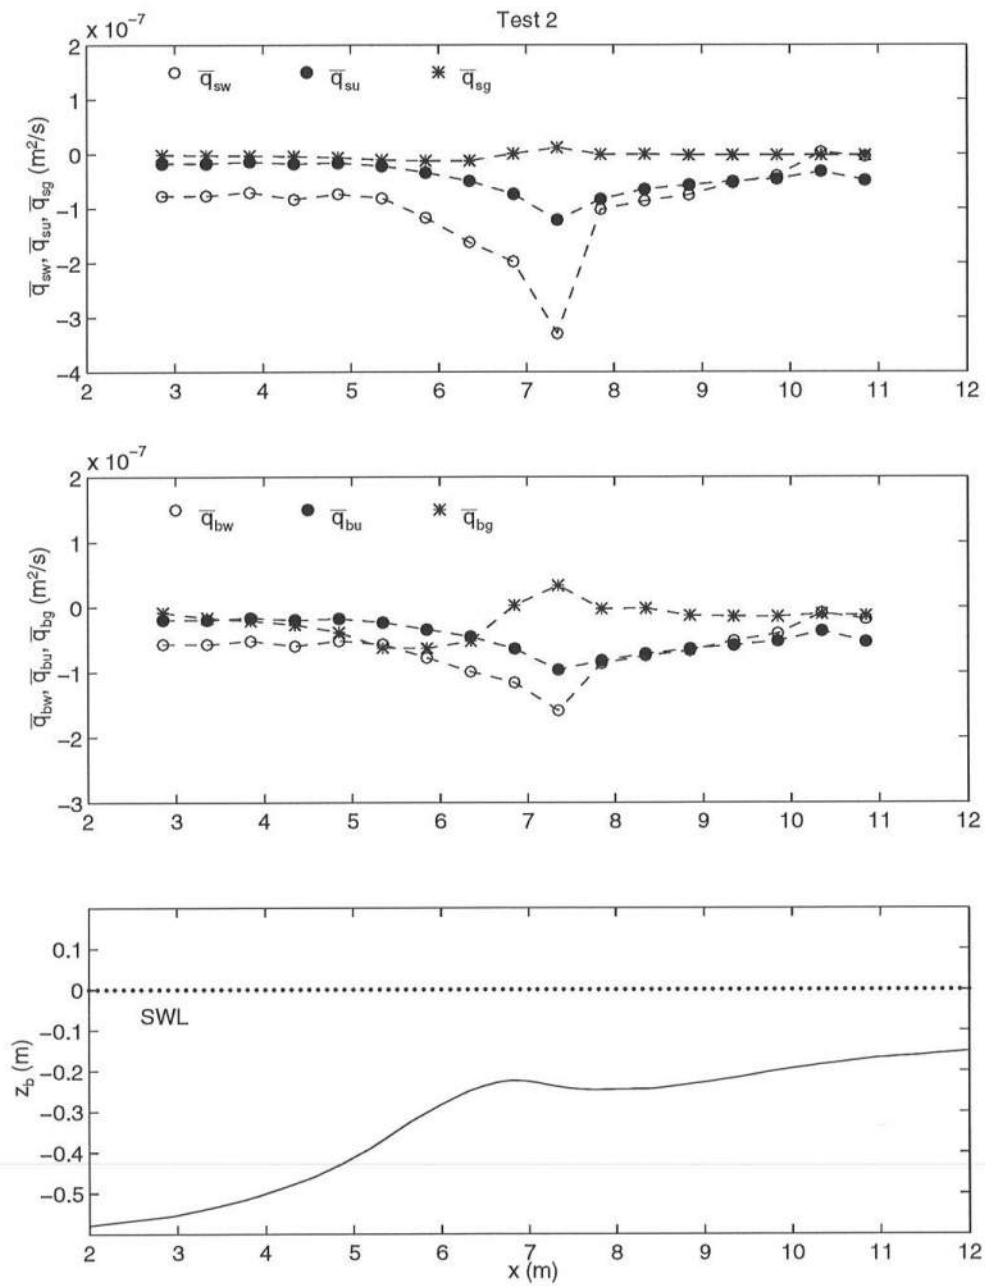 Test 2
x 10⁻⁷
2
1
0
−1
−2
−3
−4
q̅sw
q̅su
q̅sg
q̅sw, q̅su, q̅sg (m²/s)
2 3 4 5 6 7 8 9 10 11 12
x 10⁻⁷
2
1
0
−1
−2
−3
q̅bw
q̅bu
q̅bg
q̅bw, q̅bu, q̅bg (m²/s)
2 3 4 5 6 7 8 9 10 11 12
0.1
0
−0.1
−0.2
−0.3
−0.4
−0.5
SWL
zb (m)
2 3 4 5 6 7 8 9 10 11 12
x (m)